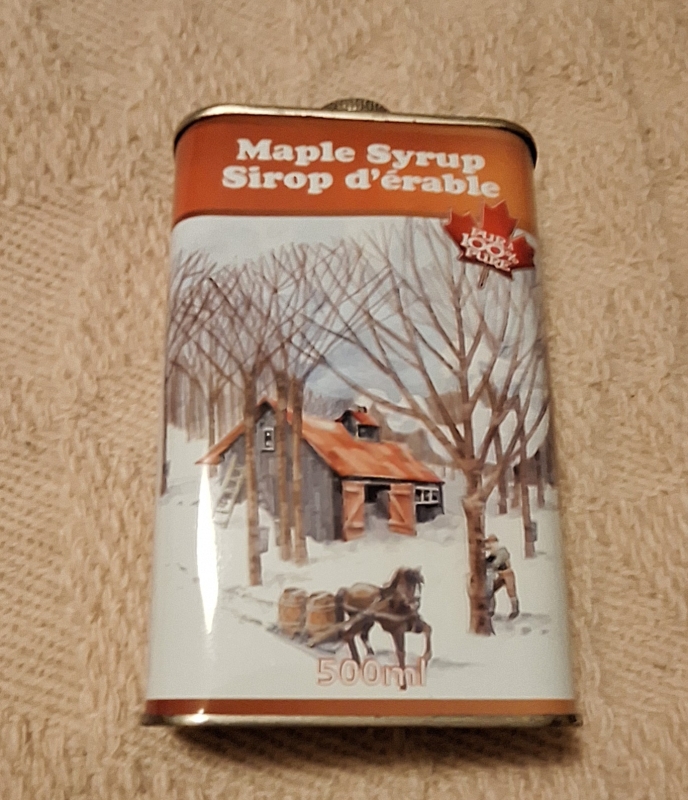 Maple Syrup
Sirop d'érable
PUR à
100%
PURE
500ml